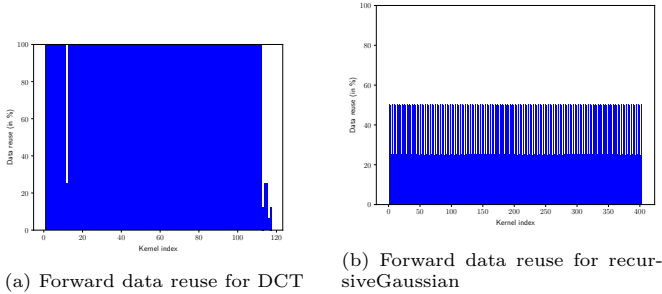 100
80
60
40
20
0
Data reuse (in %)
0 20 40 60 80 100 120
Kernel index
(a) Forward data reuse for DCT
100
80
60
40
20
0
Data reuse (in %)
0 50 100 150 200 250 300 350 400
Kernel index
(b) Forward data reuse for recur-
siveGaussian